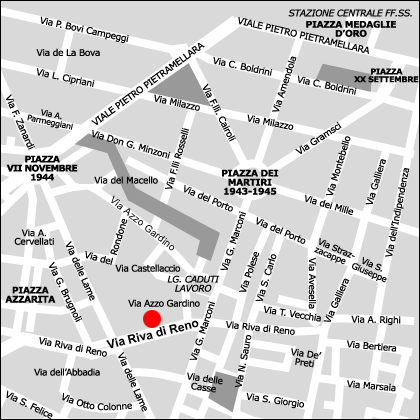 STAZIONE CENTRALE FF.SS.
PIAZZA MEDAGLIE
D'ORO
Via P. Bovi Campeggi
VIALE PIETRAMELLARA
Via de La Bova
VIALE PIETRO PIETRAMELLARA
Via C. Boldrini
Via Amendola
Via L. Cipriani
PIAZZA
XX SETTEMBRE
Via C. Boldrini
Via F. Zanardi
Via A.
Parmeggiani
Via Milazzo
Via F.lli. Cairoli
Via Milazzo
Via Gramsci
Via Don G. Minzoni
Via F.lli Rosselli
Via Montebello
Via Galliera
PIAZZA
VII NOVEMBRE
1944
PIAZZA DEI
MARTIRI
1943-1945
Via del Macello
Via del Porto
Via dei Mille
Via dell'Indipendenza
Via Azzo Gardino
Via A.
Cervellati
Via del Rondone
Via delle Lame
Via G. Marconi
Via del Porto
Via Straz-
zacappe
Via S.
Giuseppe
Via Castellaccio
LG. CADUTI
LAVORO
Via Polese
Via S. Carlo
Via Avesella
Via Galliera
PIAZZA
AZZARITA
Via G. Brugnoli
Via Azzo Gardino
Via Riva di Reno
Via G. Marconi
Via T. Vecchia
Via A. Righi
Via S. Felice
Via Riva di Reno
Via Riva di Reno
Via N. Sauro
Via De'
Preti
Via Bertiera
Via dell'Abbadia
Via delle Lame
Via delle
Casse
Via Marsala
Via Otto Colonne
Via S. Giorgio